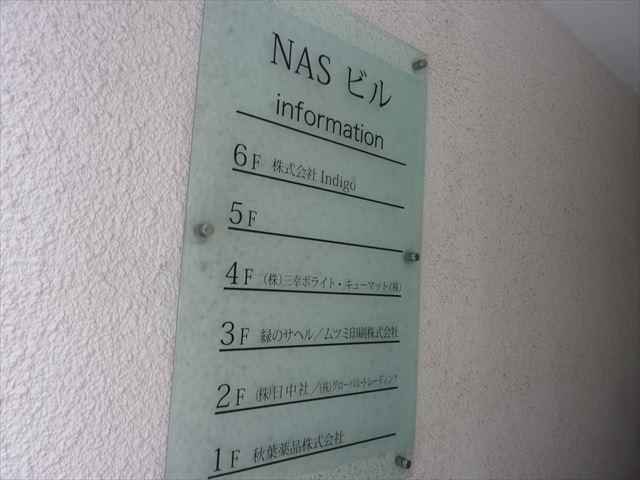 NAS ビル
information
6F 株式会社 Indigo
5F
4F (株)三幸ポライト・キューマット(株)
3F 緑のサヘル/ムツミ印刷株式会社
2F (株)日中社/(株)グローバル・トレーディング
1F 秋葉薬品株式会社